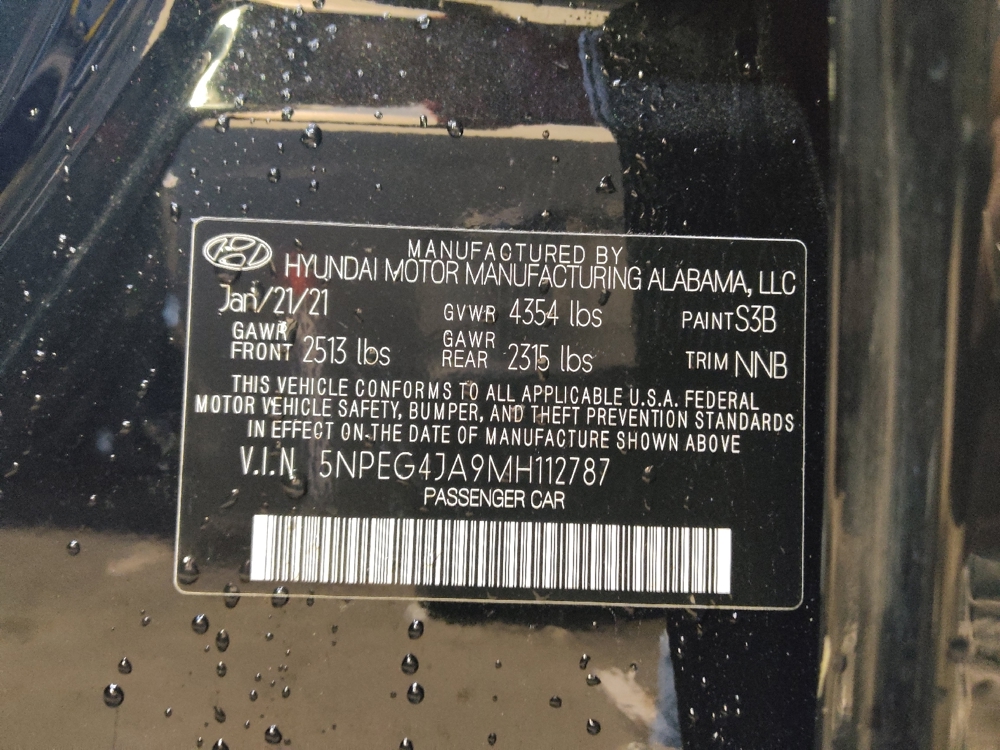 MANUFACTURED BY
HYUNDAI MOTOR MANUFACTURING ALABAMA, LLC
Jan/21/21 GVWR 4354 lbs PAINT S3B
GAWR FRONT 2513 lbs GAWR REAR 2315 lbs TRIM NNB
THIS VEHICLE CONFORMS TO ALL APPLICABLE U.S.A. FEDERAL
MOTOR VEHICLE SAFETY, BUMPER, AND THEFT PREVENTION STANDARDS
IN EFFECT ON THE DATE OF MANUFACTURE SHOWN ABOVE
V.I.N 5NPEG4JA9MH112787
PASSENGER CAR